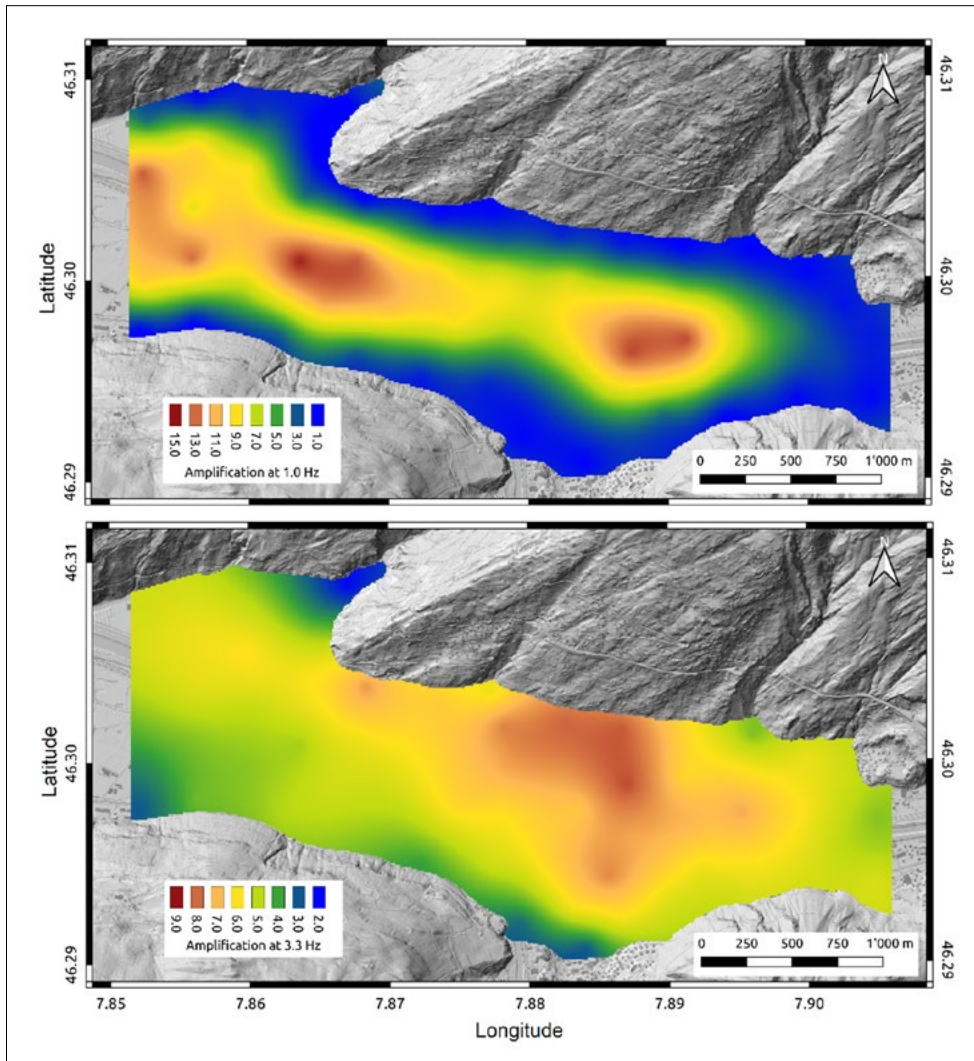 N
46.31
46.31
Latitude
46.30
46.30
15.0 13.0 11.0 9.0 7.0 5.0 3.0 1.0
Amplification at 1.0 Hz
0 250 500 750 1'000 m
46.29
46.29
N
46.31
46.31
Latitude
46.30
46.30
9.0 8.0 7.0 6.0 5.0 4.0 3.0 2.0
Amplification at 3.3 Hz
0 250 500 750 1'000 m
46.29
46.29
7.85 7.86 7.87 7.88 7.89 7.90
Longitude